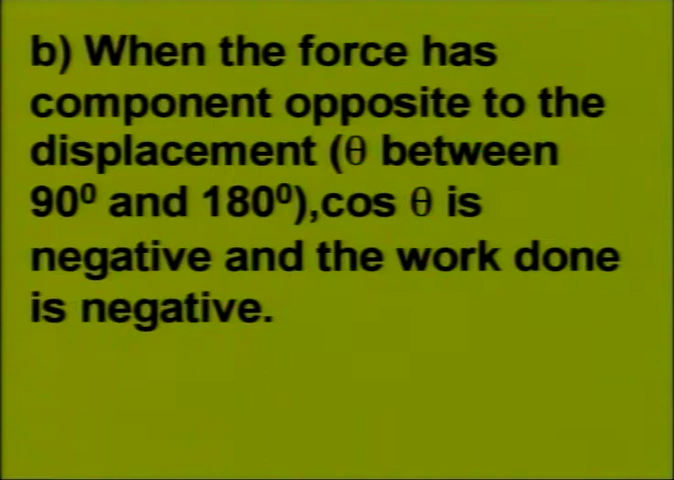 b) When the force has
component opposite to the
displacement (θ between
90⁰ and 180⁰),cos θ is
negative and the work done
is negative.